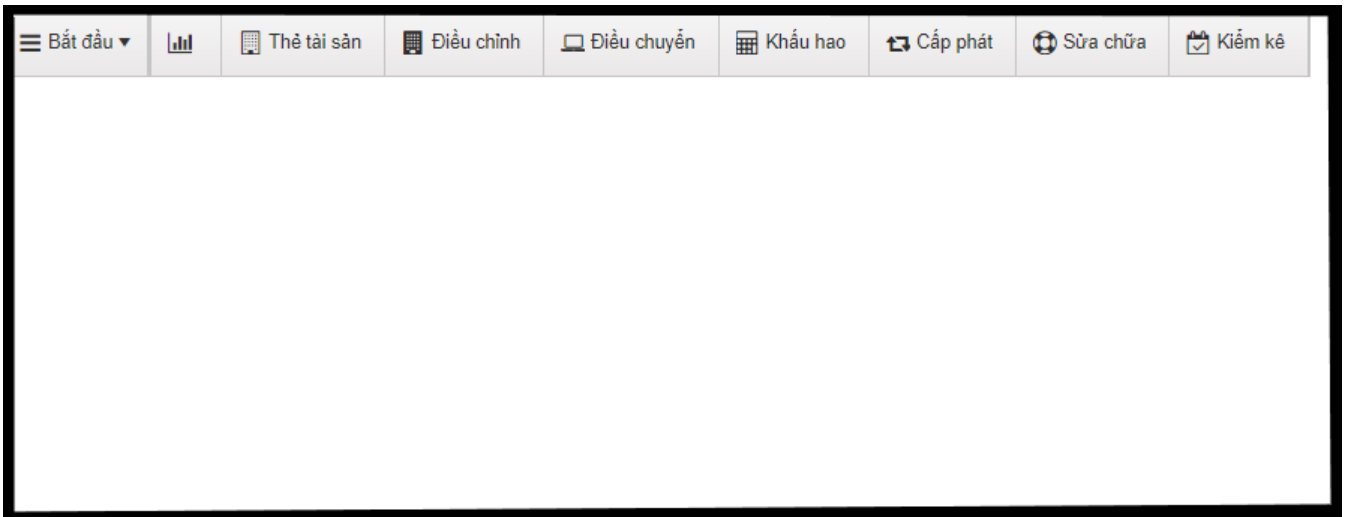 Bắt đầu Thẻ tài sản Điều chỉnh Điều chuyển Khấu hao Cấp phát Sửa chữa Kiểm kê